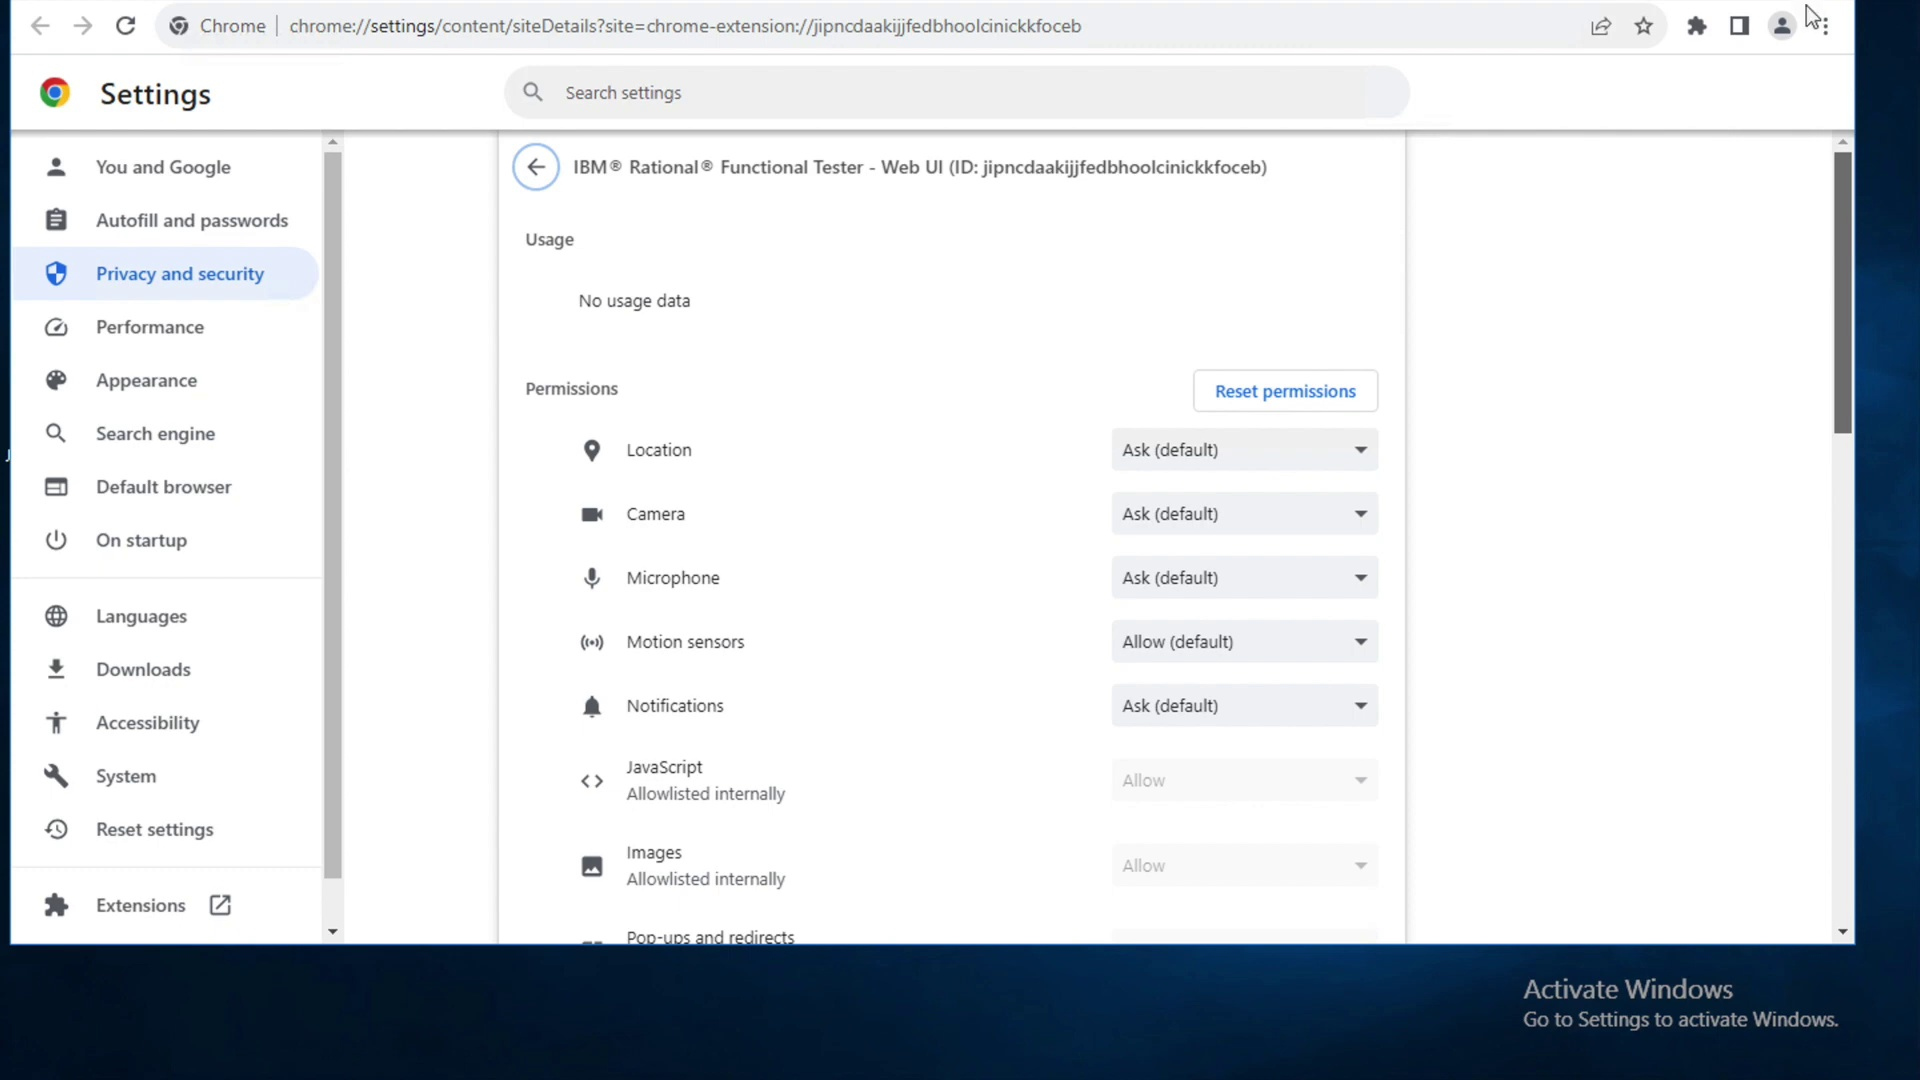 Chrome
chrome://settings/content/siteDetails?site=chrome-extension://jipncdaakijjfedbhoolcinickkfoceb
Settings
Search settings
You and Google
Autofill and passwords
Privacy and security
Performance
Appearance
Search engine
Default browser
On startup
Languages
Downloads
Accessibility
System
Reset settings
Extensions
IBM® Rational® Functional Tester - Web UI (ID: jipncdaakijjfedbhoolcinickkfoceb)
Usage
No usage data
Permissions
Reset permissions
Location
Ask (default)
Camera
Ask (default)
Microphone
Ask (default)
Motion sensors
Allow (default)
Notifications
Ask (default)
JavaScript
Allowlisted internally
Allow
Images
Allowlisted internally
Allow
Pop-ups and redirects
Activate Windows
Go to Settings to activate Windows.